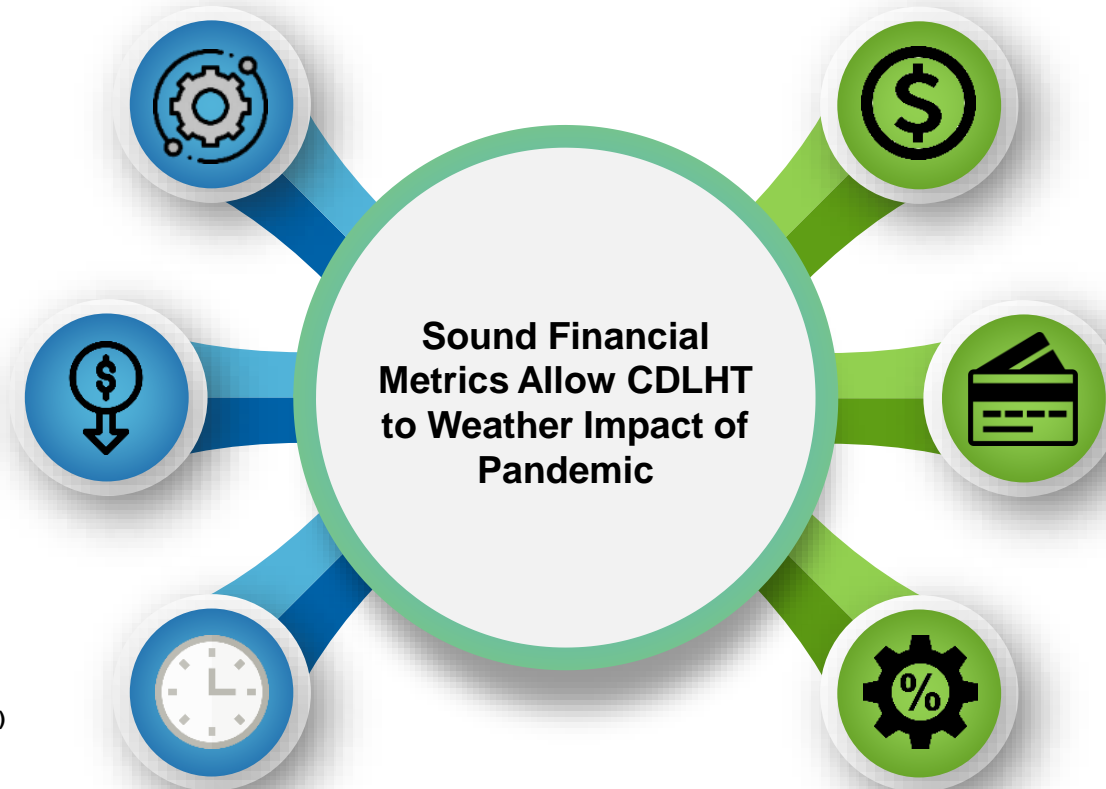 $
Sound Financial
Metrics Allow CDLHT
to Weather Impact of
Pandemic
$
%
)